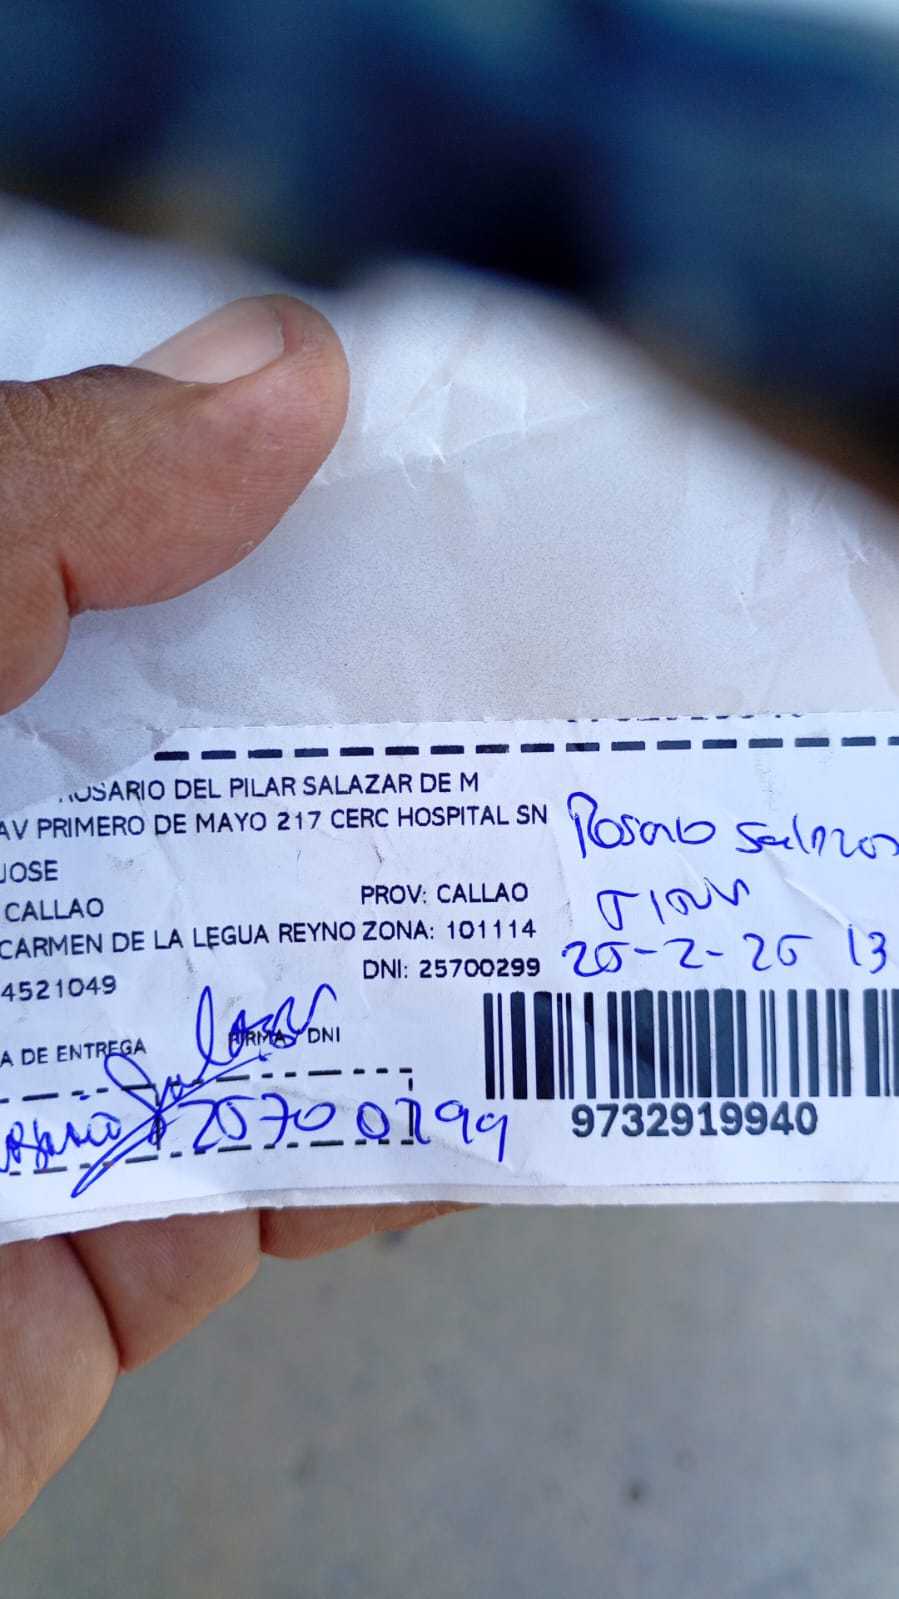 ROSARIO DEL PILAR SALAZAR DE M
AV PRIMERO DE MAYO 217 CERC HOSPITAL SN
JOSE
CALLAO PROV: CALLAO
CARMEN DE LA LEGUA REYNO ZONA: 101114
4521049 DNI: 25700299
A DE ENTREGA FIRMA DNI
Rosario Salazar 25700299
Rosario Salazar
25-2-25 13
9732919940